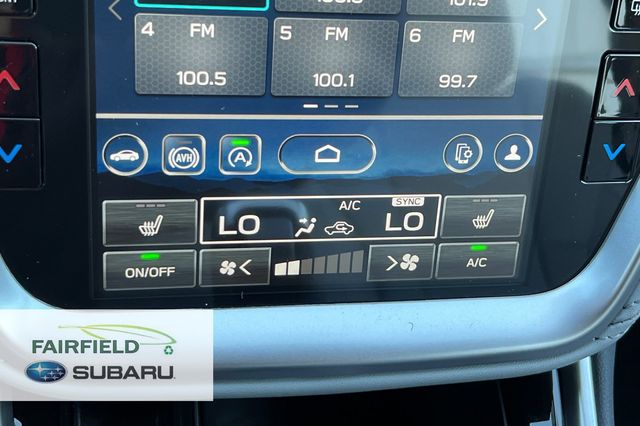 4 FM
100.5
5 FM
100.1
6 FM
99.7
AVH
A
A/C
SYNC
LO
LO
ON/OFF
A/C
FAIRFIELD
SUBARU